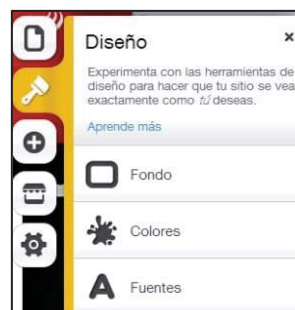 Diseño
×
Experimenta con las herramientas de
diseño para hacer que tu sitio se vea
exactamente como tú deseas.
Aprende más
Fondo
Colores
A Fuentes